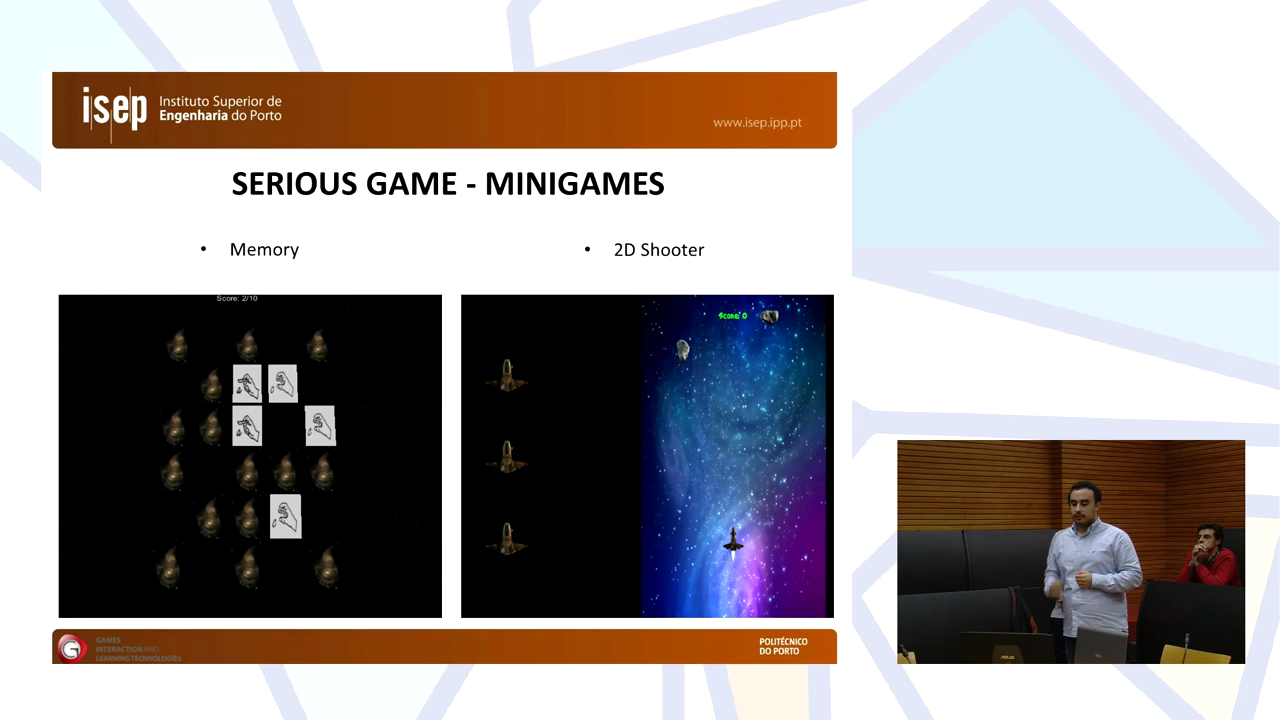 isep
Instituto Superior de
Engenharia do Porto
www.isep.ipp.pt
SERIOUS GAME - MINIGAMES
• Memory
• 2D Shooter
Score: 2/10
Score: 0
G
GAMES
INTERACTION AND
LEARNING TECHNOLOGIES
POLITÉCNICO
DO PORTO
ASUS